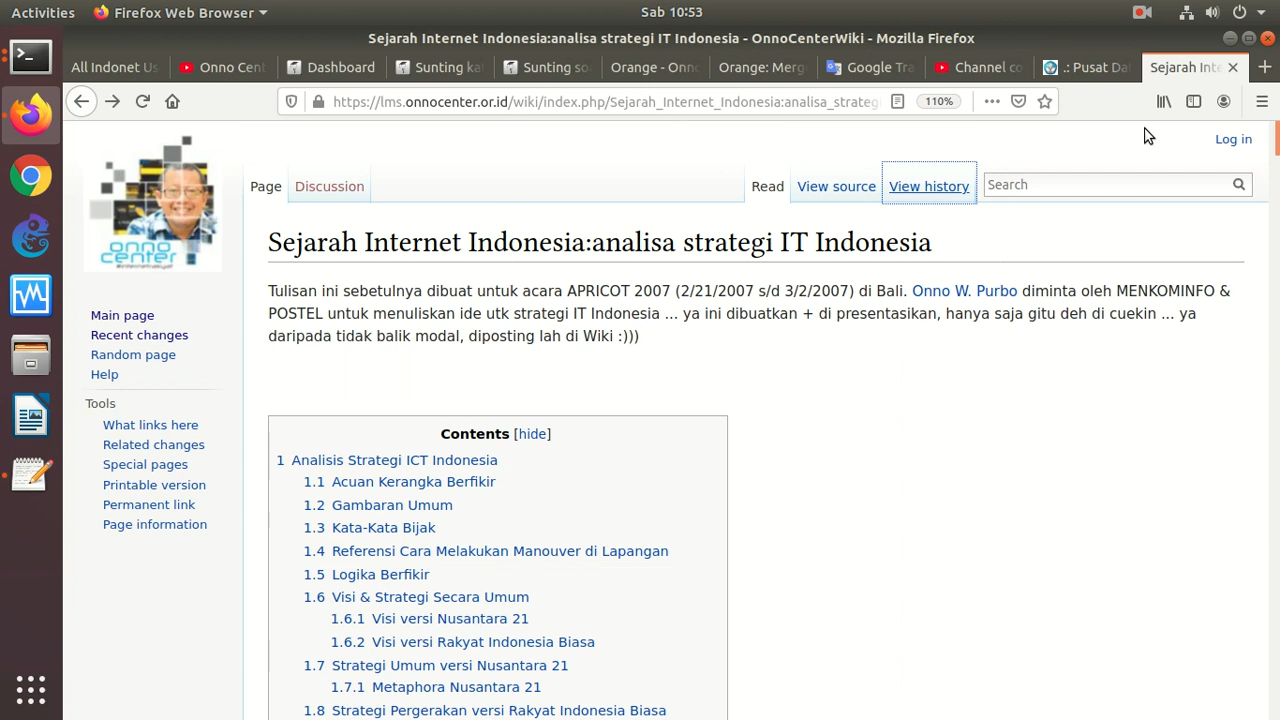 Activities Firefox Web Browser Sab 10:53
Sejarah Internet Indonesia:analisa strategi IT Indonesia - OnnoCenterWiki - Mozilla Firefox
All Indonet Us Onno Cent Dashboard Sunting ka Sunting so Orange - Onno Orange: Merg Google Tra Channel co .: Pusat Dat Sejarah Inte
https://lms.onnocenter.or.id/wiki/index.php/Sejarah_Internet_Indonesia:analisa_strateg 110%
Log in
Page Discussion Read View source View history Search
onno
center
Sejarah Internet Indonesia:analisa strategi IT Indonesia
Tulisan ini sebetulnya dibuat untuk acara APRICOT 2007 (2/21/2007 s/d 3/2/2007) di Bali. Onno W. Purbo diminta oleh MENKOMINFO &
POSTEL untuk menuliskan ide utk strategi IT Indonesia ... ya ini dibuatkan + di presentasikan, hanya saja gitu deh di cuekin ... ya
daripada tidak balik modal, diposting lah di Wiki :)))
Main page
Recent changes
Random page
Help
Tools
What links here
Related changes
Special pages
Printable version
Permanent link
Page information
Contents [hide]
1 Analisis Strategi ICT Indonesia
1.1 Acuan Kerangka Berfikir
1.2 Gambaran Umum
1.3 Kata-Kata Bijak
1.4 Referensi Cara Melakukan Manouver di Lapangan
1.5 Logika Berfikir
1.6 Visi & Strategi Secara Umum
1.6.1 Visi versi Nusantara 21
1.6.2 Visi versi Rakyat Indonesia Biasa
1.7 Strategi Umum versi Nusantara 21
1.7.1 Metaphora Nusantara 21
1.8 Strategi Pergerakan versi Rakyat Indonesia Biasa